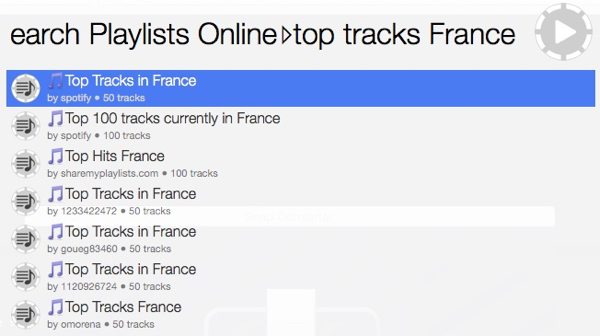 earch Playlists Online▷top tracks France
🎵Top Tracks in France
by spotify • 50 tracks
🎵Top 100 tracks currently in France
by spotify • 100 tracks
🎵Top Hits France
by sharemyplaylists.com • 100 tracks
🎵Top Tracks in France
by 1233422472 • 50 tracks
🎵Top Tracks in France
by goueg83460 • 50 tracks
🎵Top Tracks in France
by 1120926724 • 50 tracks
🎵Top Tracks France
by omorena • 50 tracks